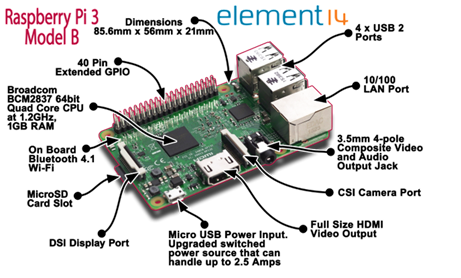 Raspberry Pi 3
Model B
Dimensions
85.6mm x 56mm x 21mm
element14
4 x USB 2
Ports
40 Pin
Extended GPIO
10/100
LAN Port
Broadcom
BCM2837 64bit
Quad Core CPU
at 1.2GHz,
1GB RAM
3.5mm 4-pole
Composite Video
and Audio
Output Jack
On Board
Bluetooth 4.1
Wi-Fi
MicroSD
Card Slot
CSI Camera Port
DSI Display Port
Micro USB Power Input.
Upgraded switched
power source that can
handle up to 2.5 Amps
Full Size HDMI
Video Output